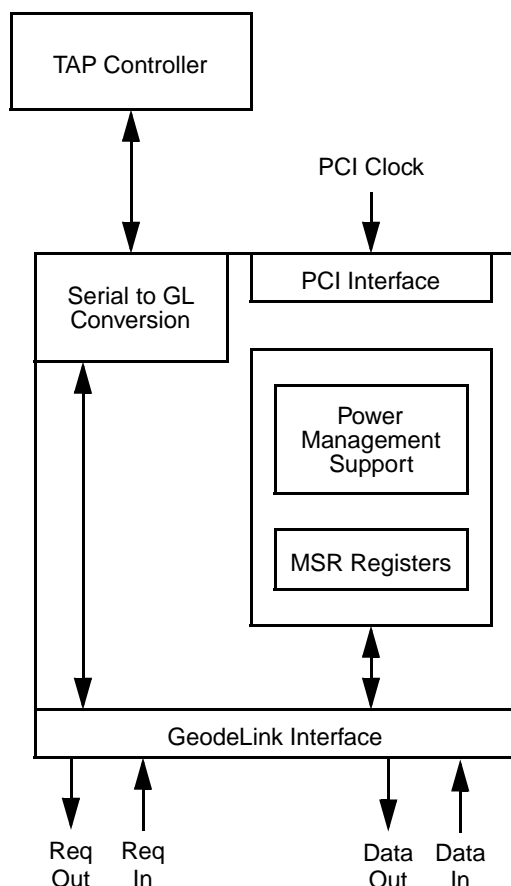 TAP Controller
PCI Clock
Serial to GL
Conversion
PCI Interface
Power
Management
Support
MSR Registers
GeodeLink Interface
Req
Out
Req
In
Data
Out
Data
In